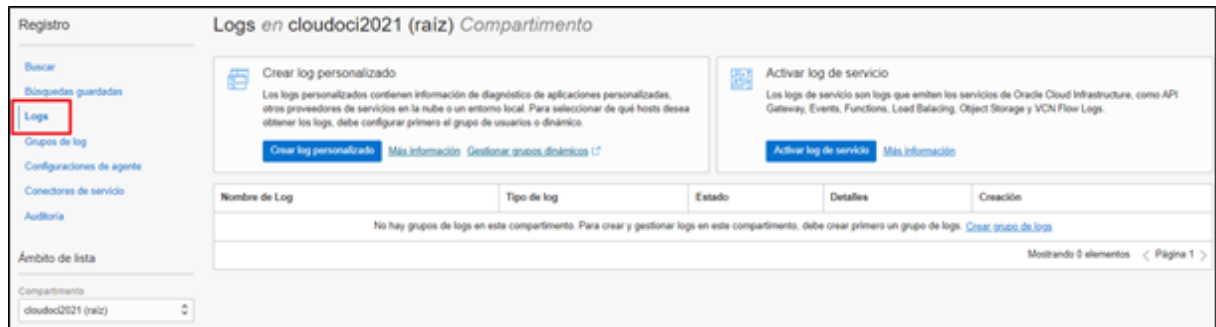 Registro
Buscar
Búsquedas guardadas
Logs
Grupos de log
Configuraciones de agente
Conectores de servicio
Auditoría
Ámbito de lista
Compartimento
cloudoci2021 (raíz)
Logs en cloudoci2021 (raíz) Compartimento
Crear log personalizado
Los logs personalizados contienen información de diagnóstico de aplicaciones personalizadas,
otros proveedores de servicios en la nube o un entorno local. Para seleccionar de qué hosts desea
obtener los logs, debe configurar primero el grupo de usuarios o dinámico.
Crear log personalizado Más información Gestionar grupos dinámicos
Activar log de servicio
Los logs de servicio son logs que emiten los servicios de Oracle Cloud Infrastructure, como API
Gateway, Events, Functions, Load Balacing, Object Storage y VCN Flow Logs.
Activar log de servicio Más información
Nombre de Log Tipo de log Estado Detalles Creación
No hay grupos de logs en este compartimento. Para crear y gestionar logs en este compartimento, debe crear primero un grupo de logs. Crear grupo de logs
Mostrando 0 elementos < Página 1 >